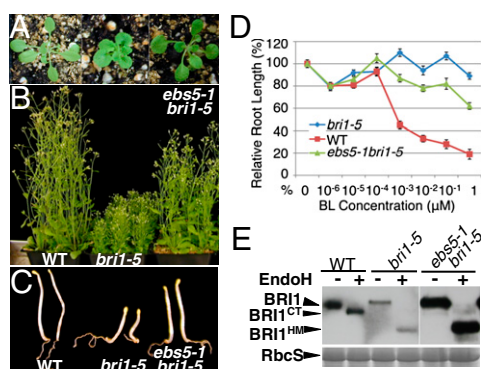 A
B
ebs5-1
bri1-5
WT bri1-5
C
WT bri1-5 ebs5-1
bri1-5
D
Relative Root Length (%)
120
100
80
60
40
20
0
bri1-5
WT
ebs5-1bri1-5
% 0 10⁻⁶ 10⁻⁵ 10⁻⁴ 10⁻³ 10⁻² 10⁻¹ 1
BL Concentration (µM)
E
WT bri1-5 ebs5-1
bri1-5
EndoH - + - + - +
BRI1
BRI1ᶜᵀ
BRI1ᴴᴹ
RbcS